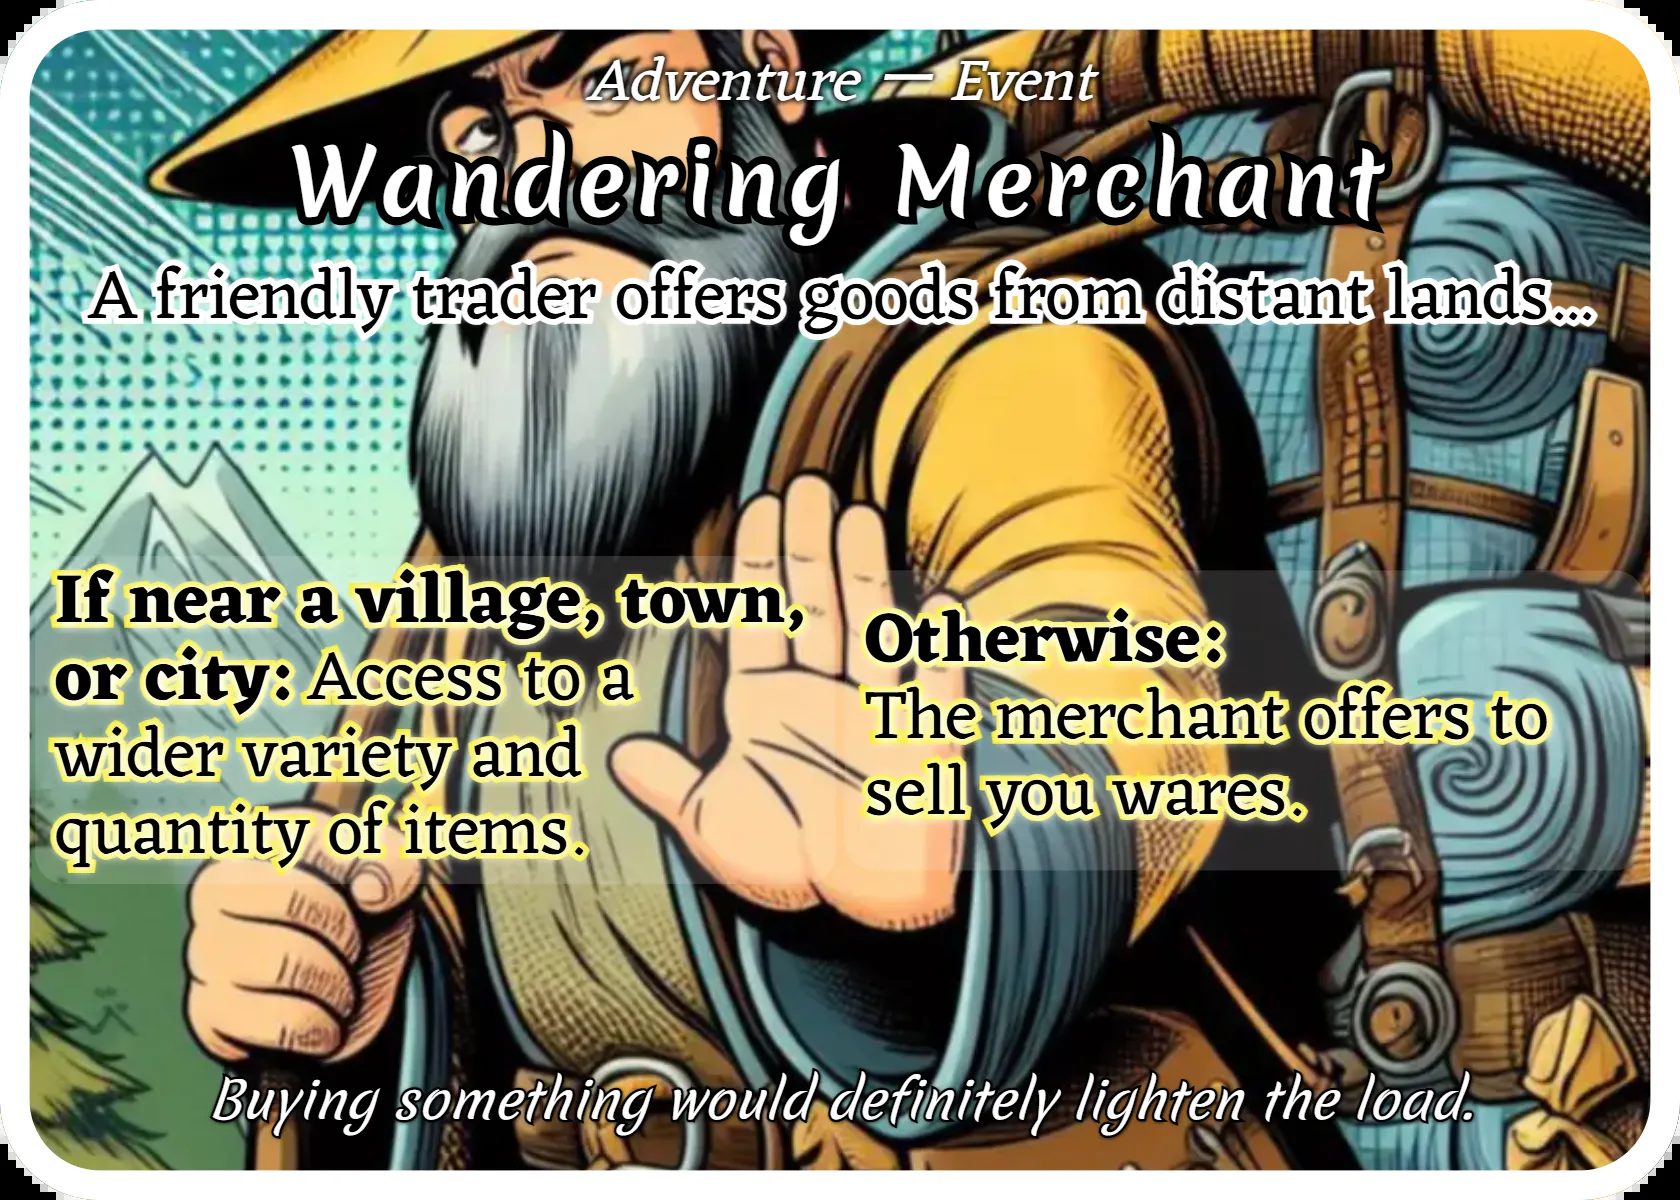 Adventure — Event
Wandering Merchant
A friendly trader offers goods from distant lands...
If near a village, town,
or city: Access to a
wider variety and
quantity of items.
Otherwise:
The merchant offers to
sell you wares.
Buying something would definitely lighten the load.